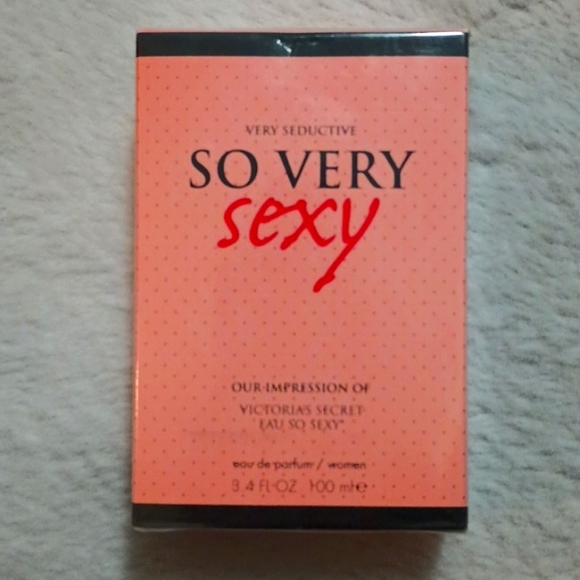 VERY SEDUCTIVE
SO VERY
sexy
OUR IMPRESSION OF
VICTORIA'S SECRET
EAU SO SEXY*
eau de parfum / women
3.4 FL OZ 100 ml e